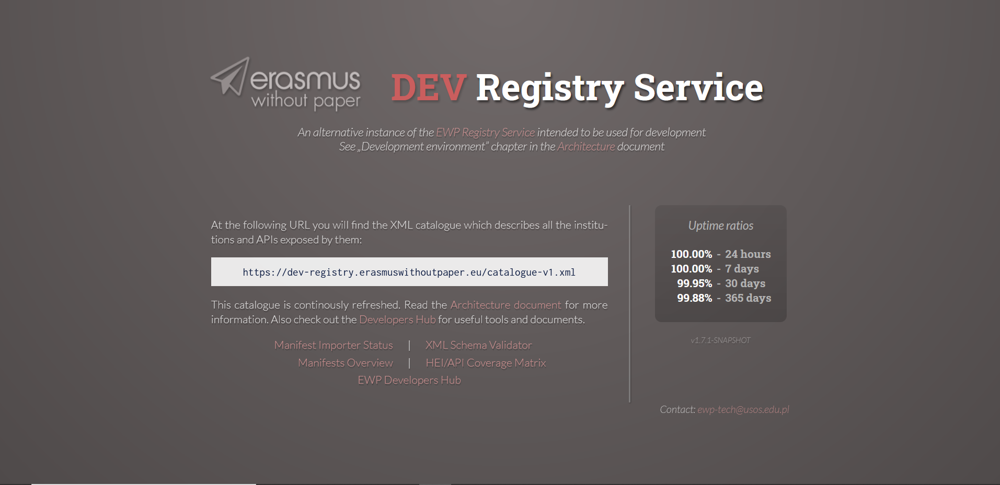 erasmus
without paper
DEV Registry Service
An alternative instance of the EWP Registry Service intended to be used for development
See „Development environment” chapter in the Architecture document
At the following URL you will find the XML catalogue which describes all the institu-
tions and APIs exposed by them:
https://dev-registry.erasmuswithoutpaper.eu/catalogue-v1.xml
This catalogue is continously refreshed. Read the Architecture document for more
information. Also check out the Developers Hub for useful tools and documents.
Manifest Importer Status | XML Schema Validator
Manifests Overview | HEI/API Coverage Matrix
EWP Developers Hub
Uptime ratios
100.00% - 24 hours
100.00% - 7 days
99.95% - 30 days
99.88% - 365 days
v1.7.1-SNAPSHOT
Contact: ewp-tech@usos.edu.pl